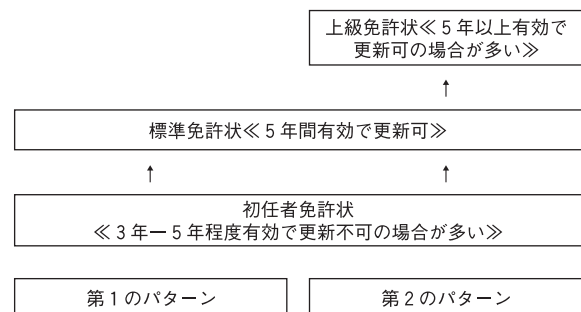 上級免許状≪5年以上有効で
更新可の場合が多い≫
↑
標準免許状≪5年間有効で更新可≫
↑ ↑
初任者免許状
≪3年―5年程度有効で更新不可の場合が多い≫
第1のパターン
第2のパターン